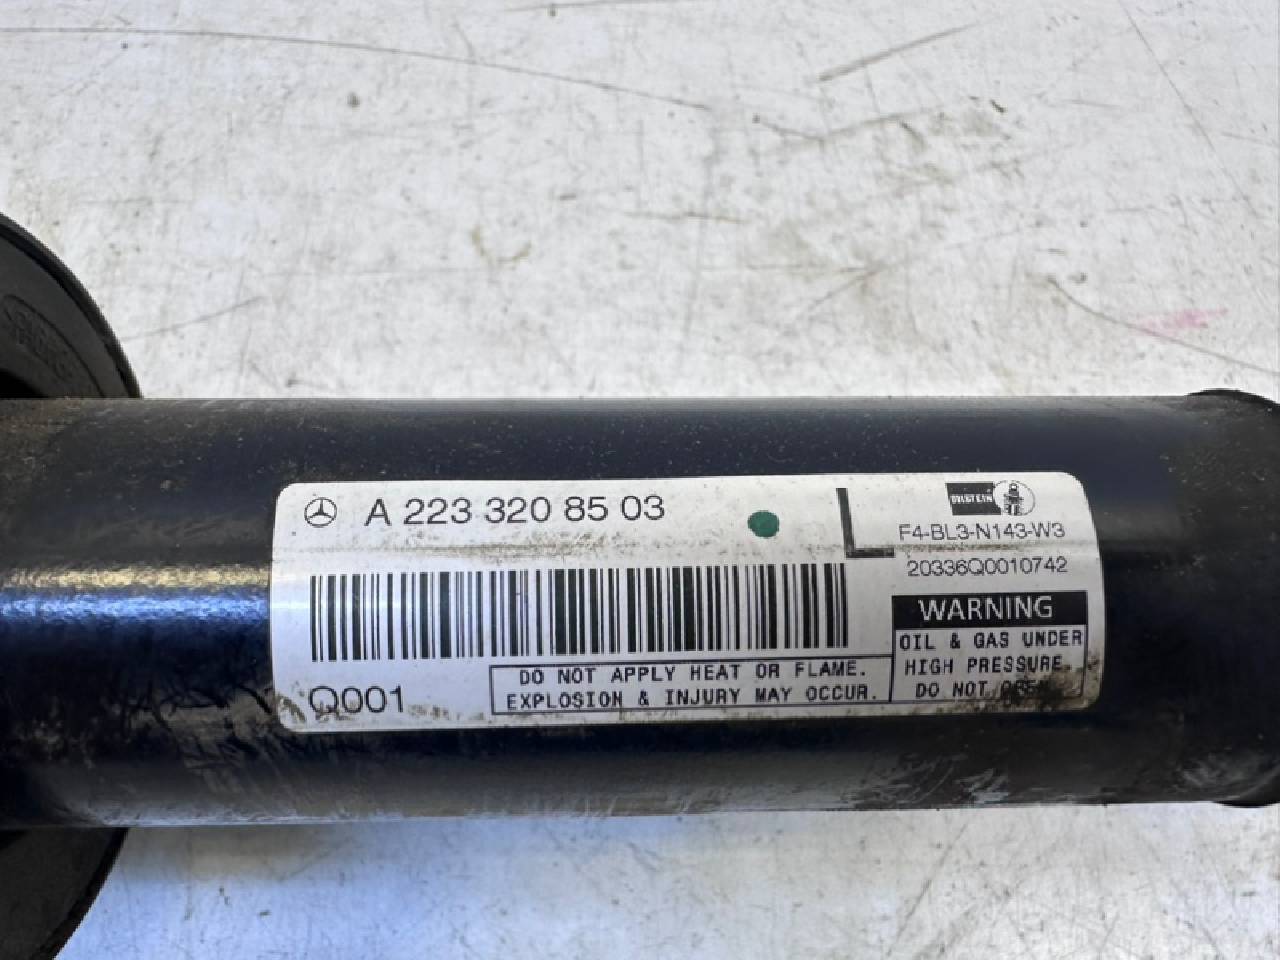 A 223 320 85 03
L
BILSTEIN
F4-BL3-N143-W3
20336Q0010742
WARNING
OIL & GAS UNDER
HIGH PRESSURE.
DO NOT
Q001
DO NOT APPLY HEAT OR FLAME.
EXPLOSION & INJURY MAY OCCUR.